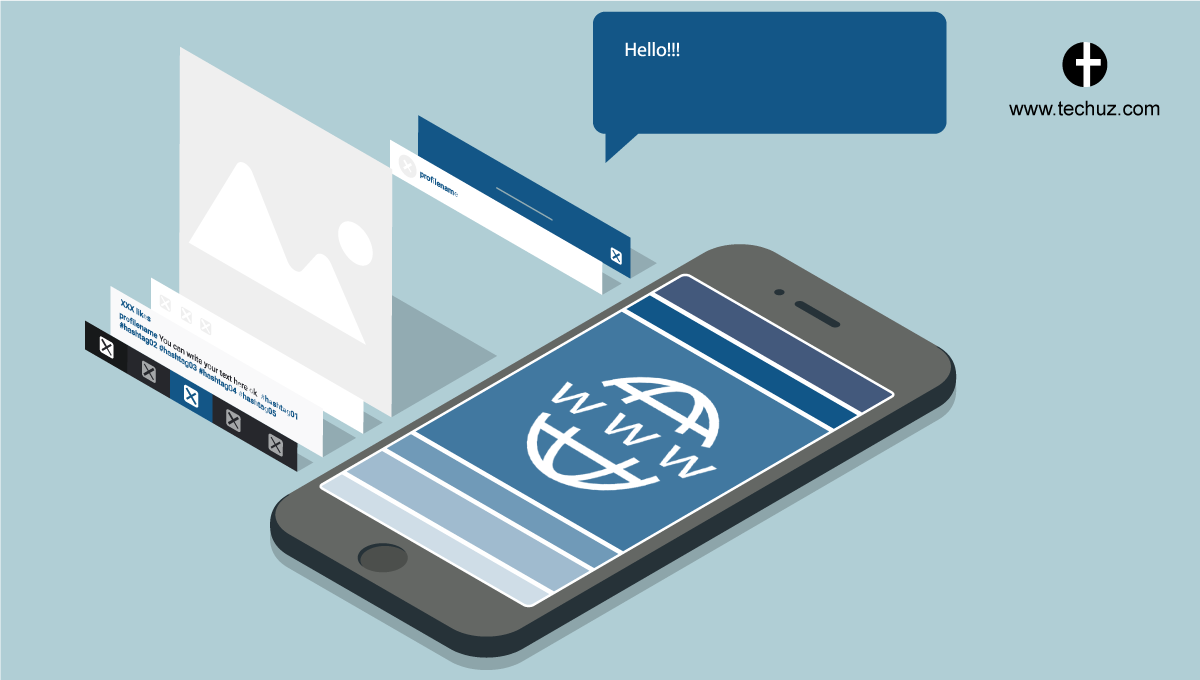 Hello!!!
www.techuz.com
profilename
XXX likes
profilename You can write your text here ok. #hashtag01
#hashtag02 #hashtag03 #hashtag04 #hashtag05
WWW